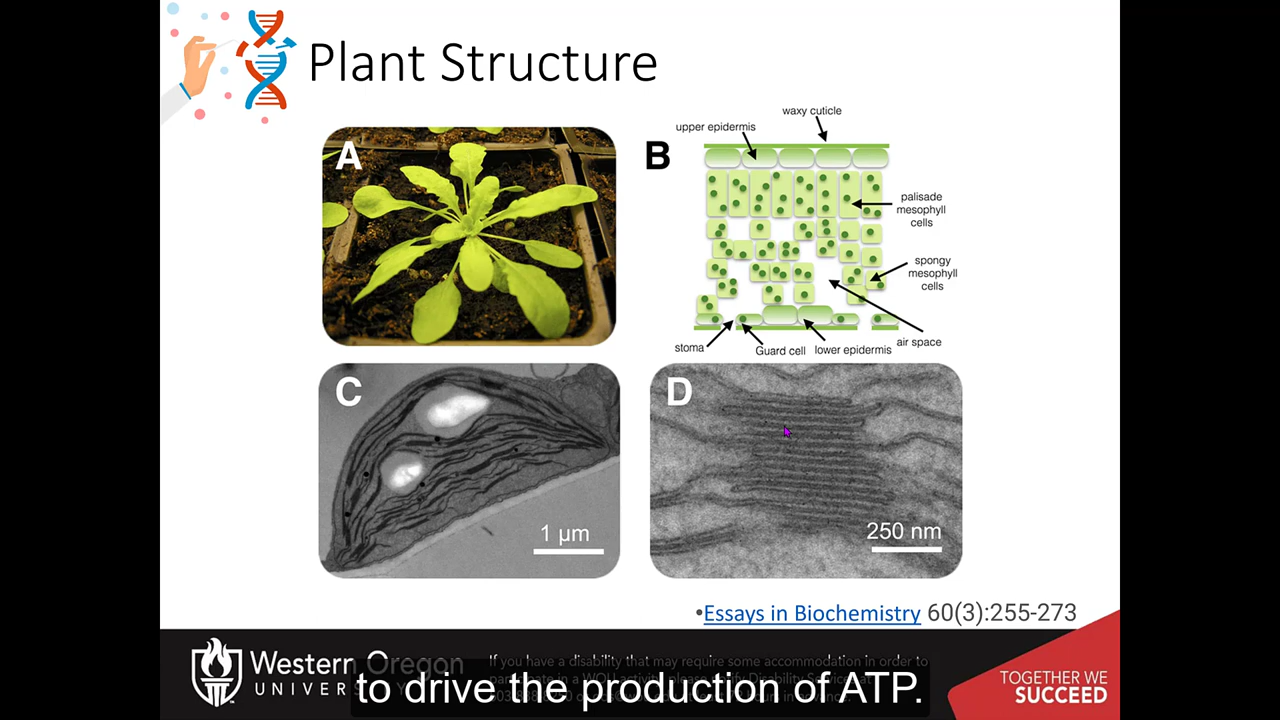 Plant Structure
A
B
waxy cuticle
upper epidermis
palisade
mesophyll
cells
spongy
mesophyll
cells
air space
stoma
Guard cell
lower epidermis
C
1 µm
D
250 nm
•Essays in Biochemistry 60(3):255-273
Western Oregon
UNIVERSITY
If you have a disability that may require some accommodation in order to
to drive the production of ATP.
TOGETHER WE
SUCCEED